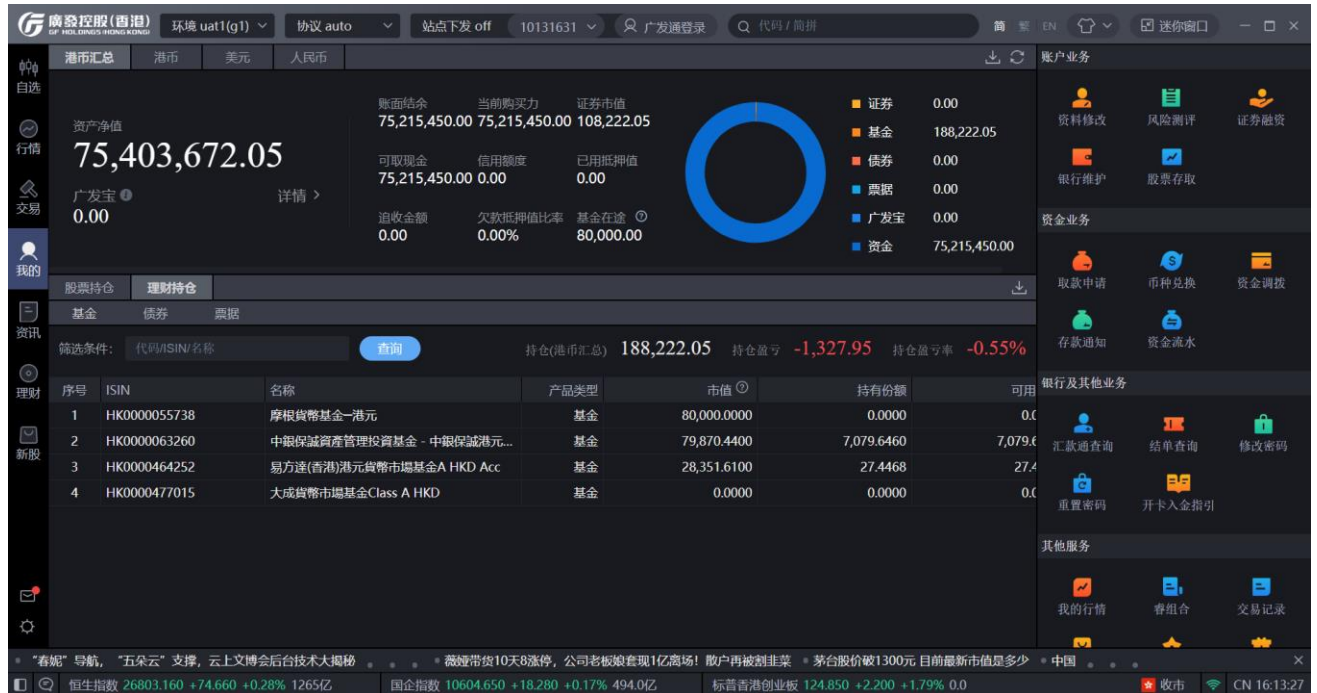 廣發控股(香港) GF HOLDINGS(HONG KONG) 环境 uat1(g1) 协议 auto 站点下发 off 10131631 广发通登录 代码/简拼 简 繁 EN 迷你窗口
自选
行情
交易
我的
资讯
理财
新股
港币汇总 港币 美元 人民币
资产净值
75,403,672.05
广发宝 详情 >
0.00
账面结余 当前购买力 证券市值
75,215,450.00 75,215,450.00 108,222.05
可取现金 信用额度 已用抵押值
75,215,450.00 0.00 0.00
追收金额 欠款抵押值比率 基金在途
0.00 0.00% 80,000.00
证券 0.00
基金 188,222.05
债券 0.00
票据 0.00
广发宝 0.00
资金 75,215,450.00
股票持仓 理财持仓
基金 债券 票据
筛选条件: 代码/ISIN/名称 查询 持仓(港币汇总) 188,222.05 持仓盈亏 -1,327.95 持仓盈亏率 -0.55%
序号 ISIN 名称 产品类型 市值 持有份额 可用
1 HK0000055738 摩根貨幣基金—港元 基金 80,000.0000 0.0000 0.0
2 HK0000063260 中銀保誠資產管理投資基金 - 中銀保誠港元... 基金 79,870.4400 7,079.6460 7,079.6
3 HK0000464252 易方達(香港)港元貨幣市場基金A HKD Acc 基金 28,351.6100 27.4468 27.4
4 HK0000477015 大成貨幣市場基金Class A HKD 基金 0.0000 0.0000 0.0
账户业务
资料修改 风险测评 证券融资
银行维护 股票存取
资金业务
取款申请 币种兑换 资金调拨
存款通知 资金流水
银行及其他业务
汇款通查询 结单查询 修改密码
重置密码 开卡入金指引
其他服务
我的行情 睿组合 交易记录
“春妮”导航，“五朵云”支撑，云上文博会后台技术大揭秘 薇娅带货10天8涨停，公司老板娘套现1亿离场！散户再被割韭菜 茅台股价破1300元 目前最新市值是多少 中国
恒生指数 26803.160 +74.660 +0.28% 1265亿 国企指数 10604.650 +18.280 +0.17% 494.0亿 标普香港创业板 124.850 +2.200 +1.79% 0.0 收市 CN 16:13:27